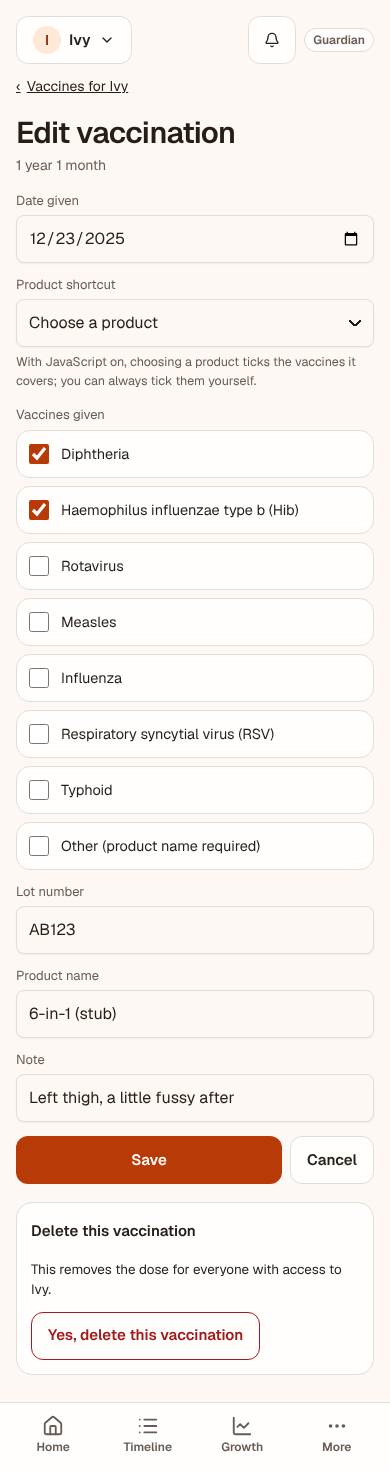 I Ivy
Guardian
‹ Vaccines for Ivy
Edit vaccination
1 year 1 month
Date given
12/23/2025
Product shortcut
Choose a product
With JavaScript on, choosing a product ticks the vaccines it
covers; you can always tick them yourself.
Vaccines given
Diphtheria
Haemophilus influenzae type b (Hib)
Rotavirus
Measles
Influenza
Respiratory syncytial virus (RSV)
Typhoid
Other (product name required)
Lot number
AB123
Product name
6-in-1 (stub)
Note
Left thigh, a little fussy after
Save
Cancel
Delete this vaccination
This removes the dose for everyone with access to
Ivy.
Yes, delete this vaccination
Home
Timeline
Growth
More